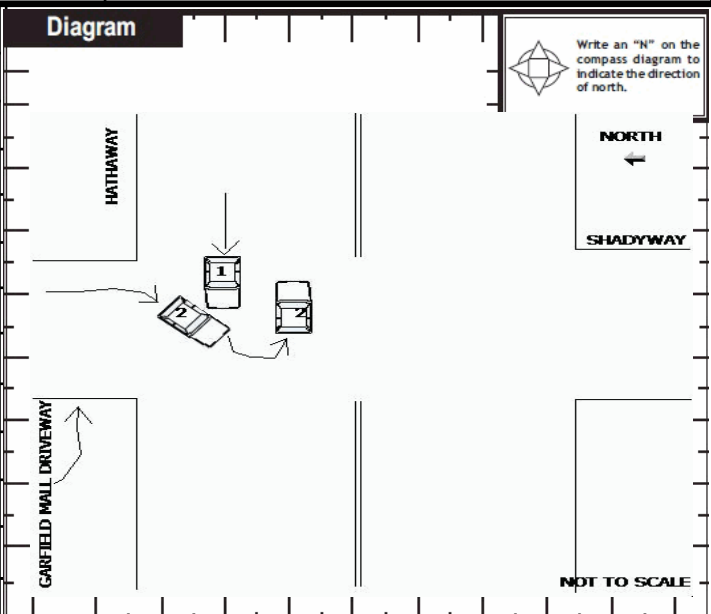 Diagram
Write an “N” on the
compass diagram to
indicate the direction
of north.
HATHAWAY
NORTH
SHADYWAY
1
2
2
GARFIELD MALL DRIVEWAY
NOT TO SCALE